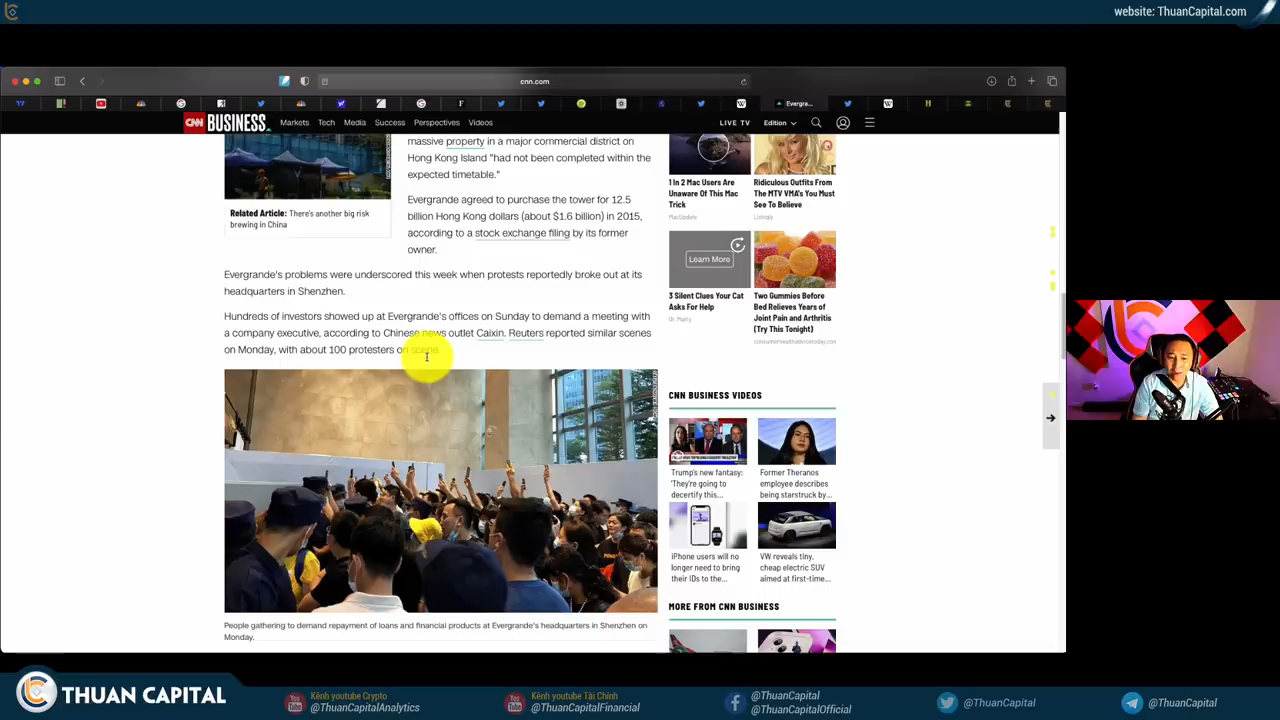 website: ThuanCapital.com
cnn.com
Evergra...
CNN BUSINESS
Markets Tech Media Success Perspectives Videos
LIVE TV Edition
massive property in a major commercial district on
Hong Kong Island "had not been completed within the
expected timetable."
Related Article: There's another big risk
brewing in China
Evergrande agreed to purchase the tower for 12.5
billion Hong Kong dollars (about $1.6 billion) in 2015,
according to a stock exchange filing by its former
owner.
Evergrande's problems were underscored this week when protests reportedly broke out at its
headquarters in Shenzhen.
Hundreds of investors showed up at Evergrande's offices on Sunday to demand a meeting with
a company executive, according to Chinese news outlet Caixin. Reuters reported similar scenes
on Monday, with about 100 protesters on scene.
People gathering to demand repayment of loans and financial products at Evergrande's headquarters in Shenzhen on
Monday.
1 In 2 Mac Users Are
Unaware Of This Mac
Trick
MacUpdate
Ridiculous Outfits From
The MTV VMA's You Must
See To Believe
Livingly
Learn More
3 Silent Clues Your Cat
Asks For Help
Dr. Marty
Two Gummies Before
Bed Relieves Years of
Joint Pain and Arthritis
(Try This Tonight)
consumerhealthsecretoday.com
CNN BUSINESS VIDEOS
Trump's new fantasy:
'They're going to
decertify this...
Former Theranos
employee describes
being starstruck by...
iPhone users will no
longer need to bring
their IDs to the...
VW reveals tiny,
cheap electric SUV
aimed at first-time...
MORE FROM CNN BUSINESS
THUAN CAPITAL
Kênh youtube Crypto
@ThuanCapitalAnalytics
Kênh youtube Tài Chính
@ThuanCapitalFinancial
@ThuanCapital
@ThuanCapitalOfficial
@ThuanCapital
@ThuanCapital